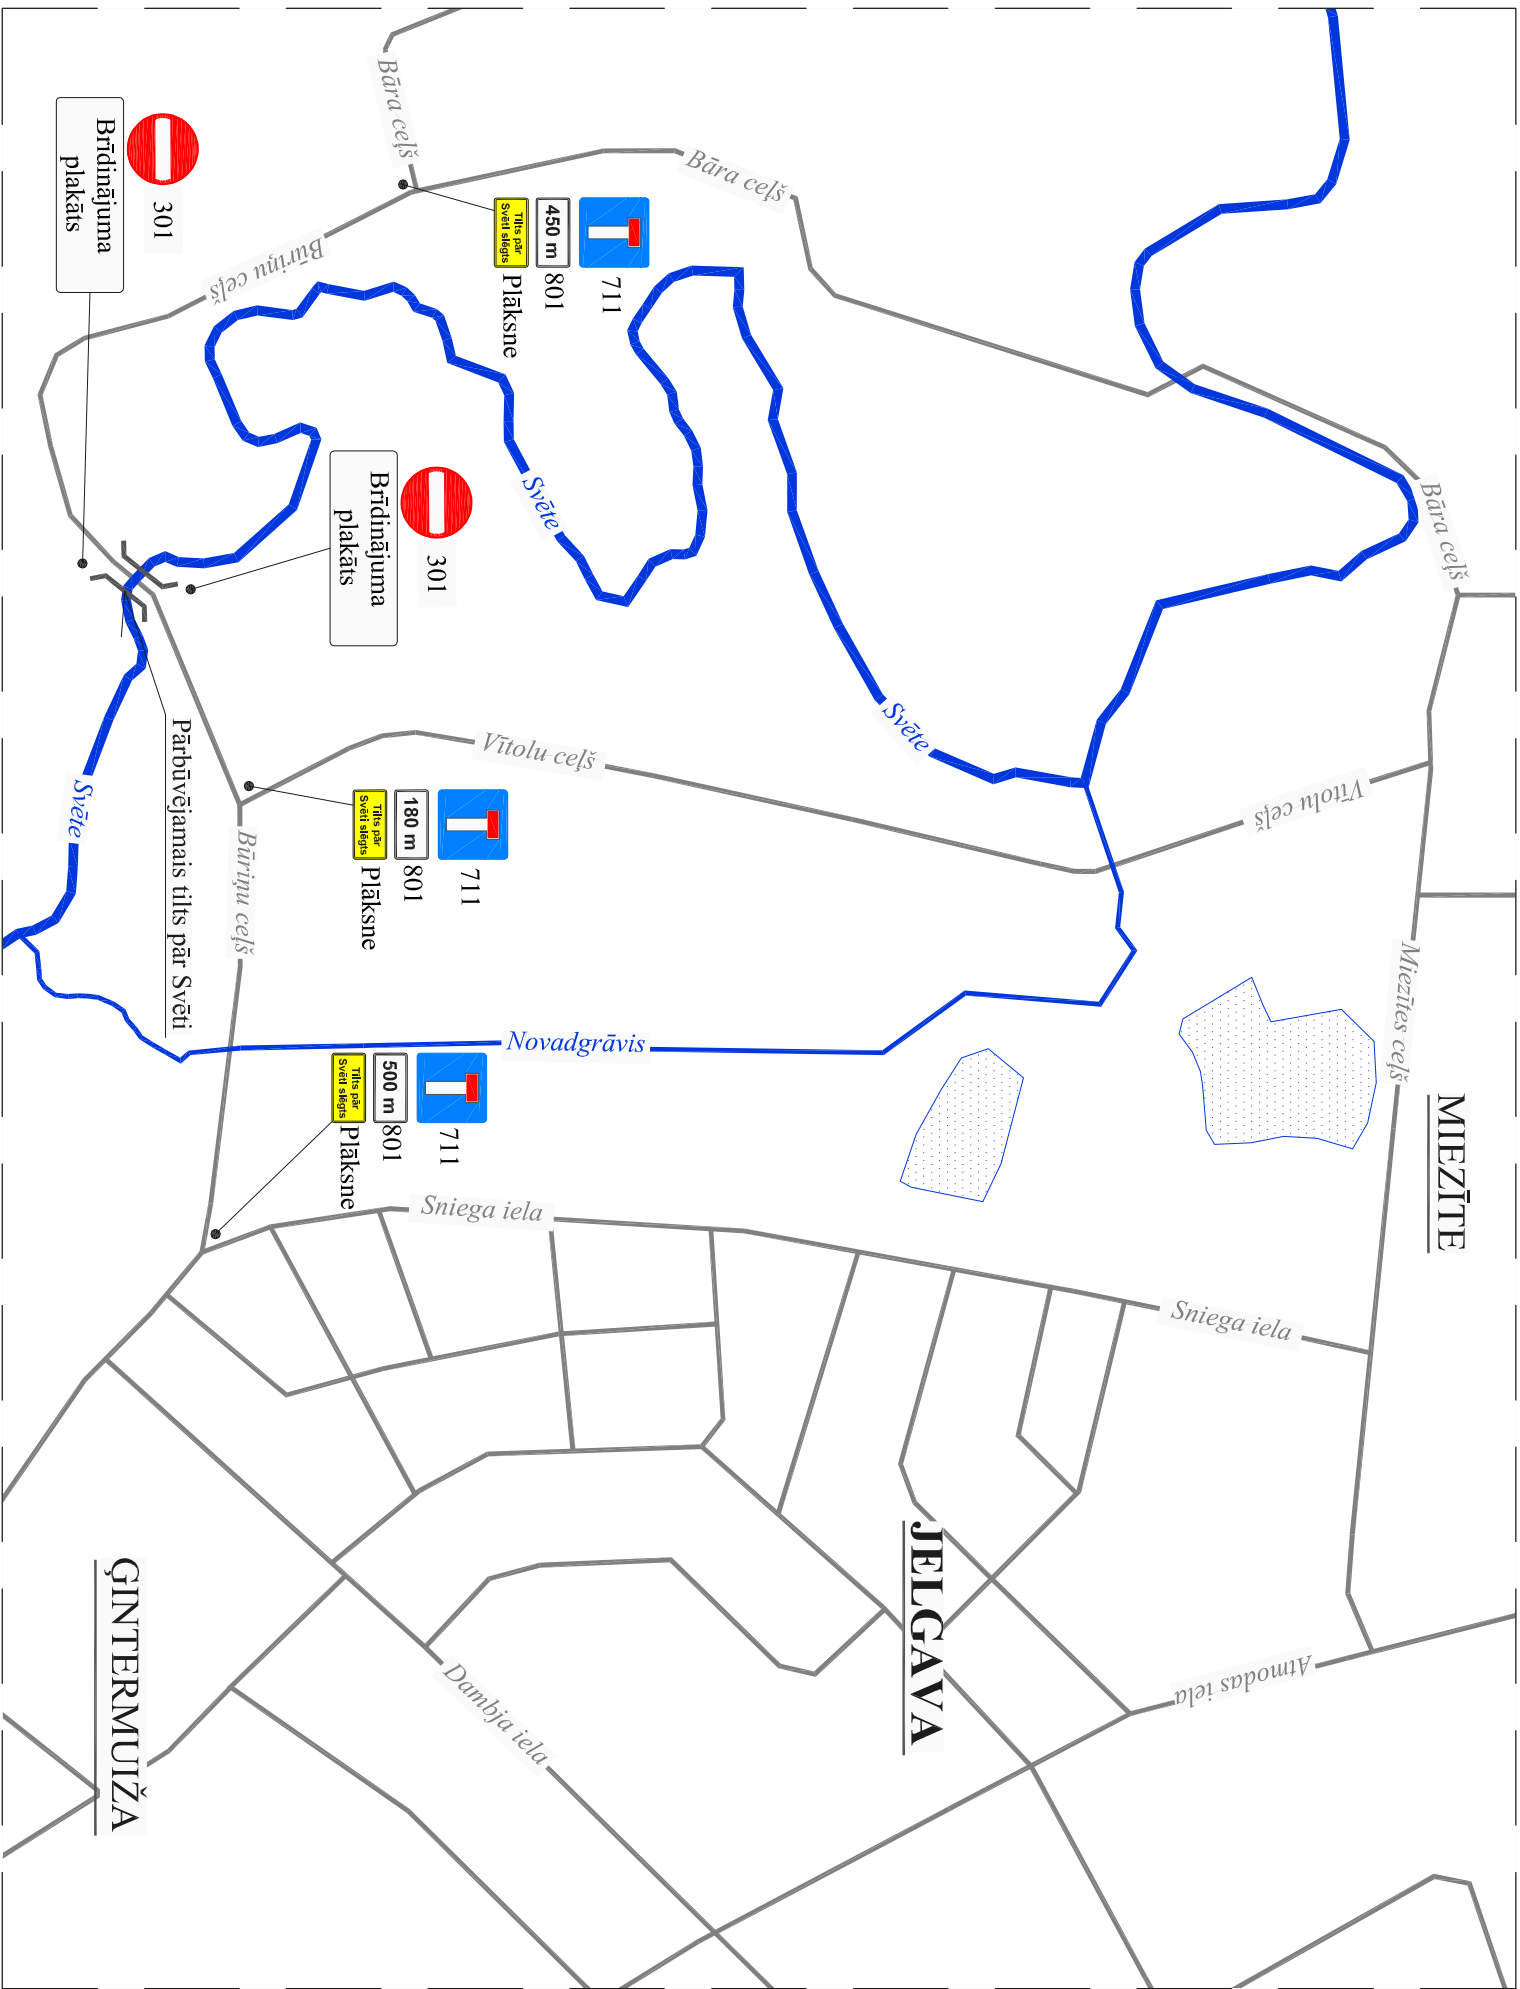 Bāra ceļš
MIEZĪTE
Miezītes ceļš
Vītolu ceļš
Atmodas iela
Sniega iela
JELGAVA
Svēte
Bāra ceļš
711
450 m
801
Tilts pār
Svēti slēgts
Plāksne
Novadgrāvis
Vītolu ceļš
Svēte
Sniega iela
Dambja iela
711
180 m
801
Tilts pār
Svēti slēgts
Plāksne
711
500 m
801
Tilts pār
Svēti slēgts
Plāksne
301
Brīdinājuma
plakāts
Bāra ceļš
Būriņu ceļš
Būriņu ceļš
Pārbūvējamais tilts pār Svēti
301
Brīdinājuma
plakāts
Svēte
ĢINTERMUIŽA